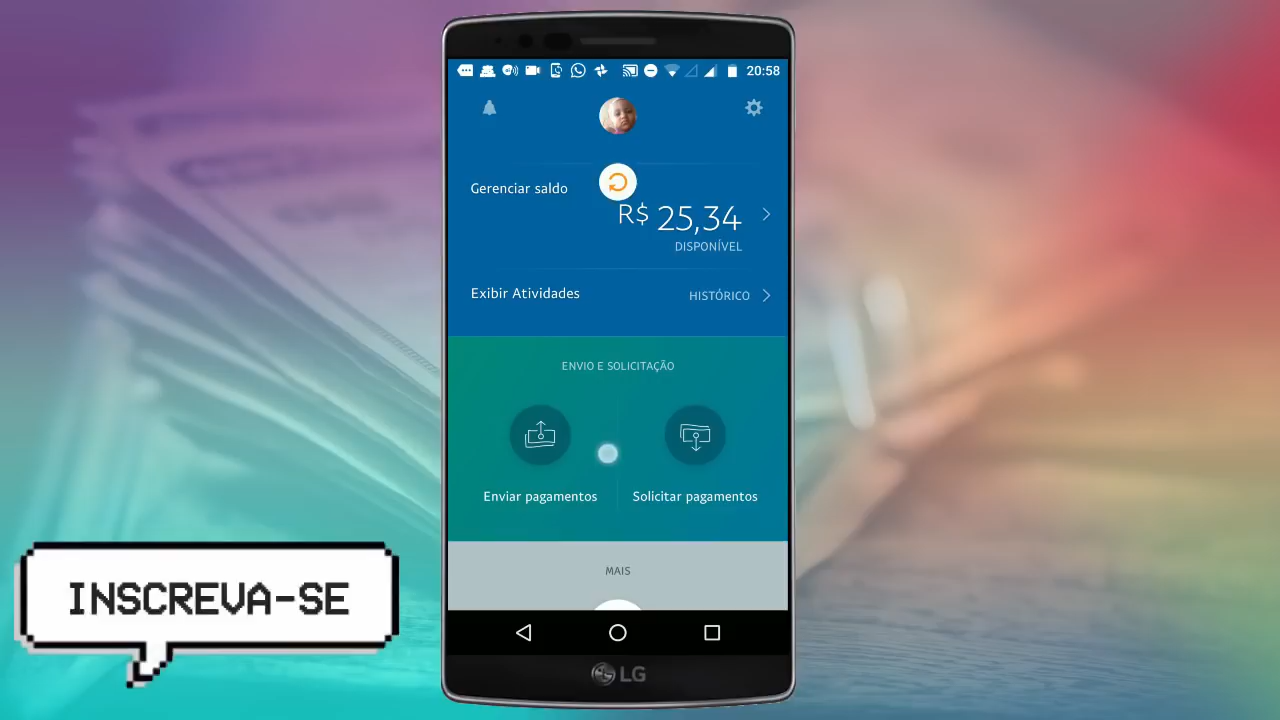 20:58
Gerenciar saldo
R$ 25,34
DISPONÍVEL
Exibir Atividades
HISTÓRICO
ENVIO E SOLICITAÇÃO
Enviar pagamentos
Solicitar pagamentos
MAIS
INSCREVA-SE
LG